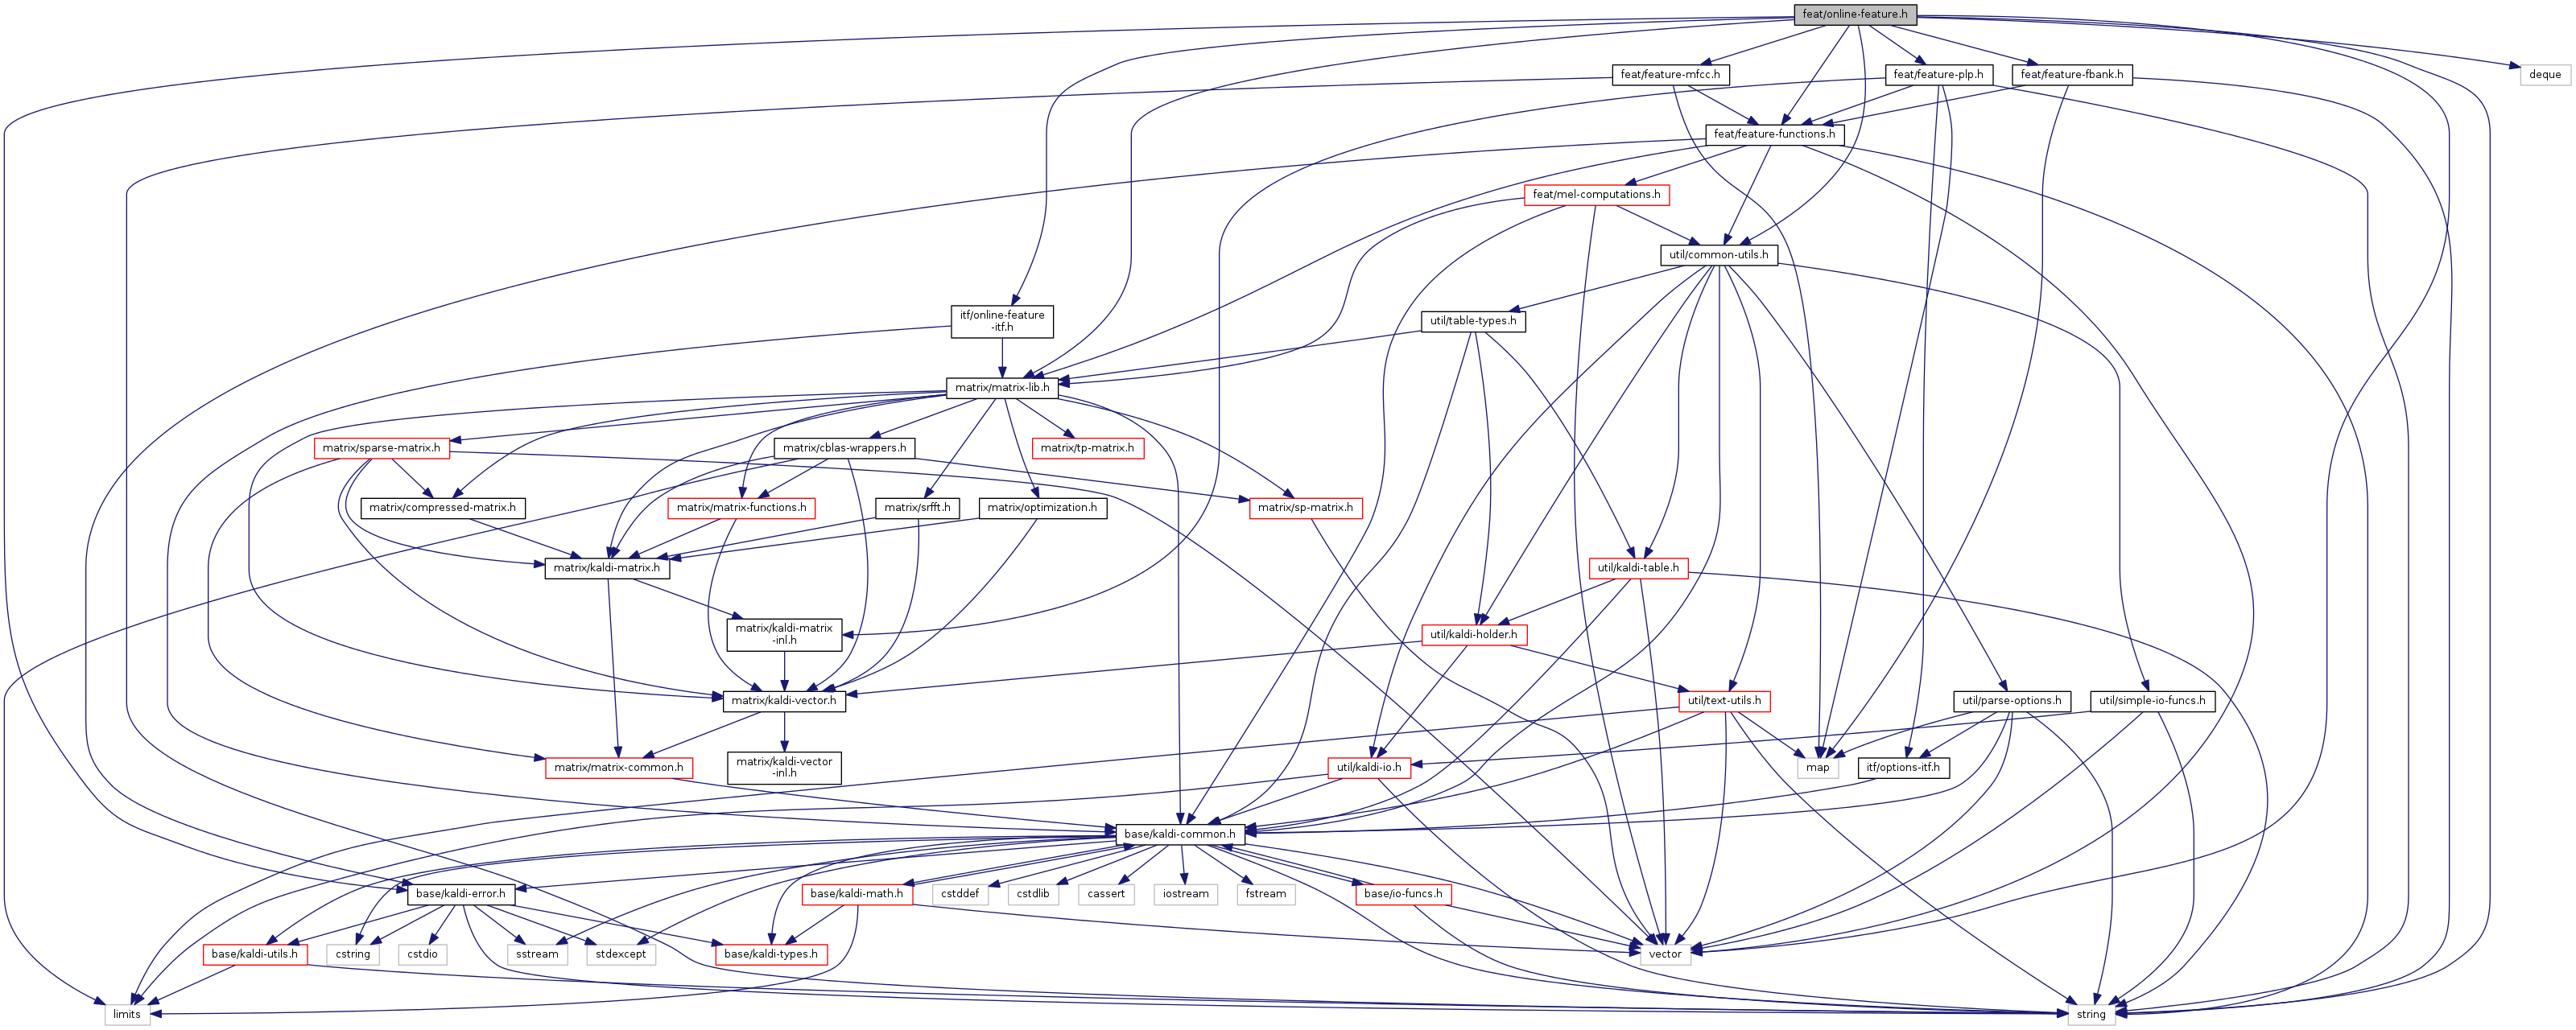 feat/online-feature.h
feat/feature-mfcc.h
feat/feature-plp.h
feat/feature-fbank.h
deque
feat/feature-functions.h
feat/mel-computations.h
util/common-utils.h
itf/online-feature
-itf.h
util/table-types.h
matrix/matrix-lib.h
matrix/sparse-matrix.h
matrix/cblas-wrappers.h
matrix/tp-matrix.h
matrix/compressed-matrix.h
matrix/matrix-functions.h
matrix/srfft.h
matrix/optimization.h
matrix/sp-matrix.h
matrix/kaldi-matrix.h
util/kaldi-table.h
matrix/kaldi-matrix
-inl.h
util/kaldi-holder.h
matrix/kaldi-vector.h
util/text-utils.h
util/parse-options.h
util/simple-io-funcs.h
matrix/matrix-common.h
matrix/kaldi-vector
-inl.h
util/kaldi-io.h
map
itf/options-itf.h
base/kaldi-common.h
base/kaldi-error.h
base/kaldi-math.h
cstddef
cstdlib
cassert
iostream
fstream
base/io-funcs.h
base/kaldi-utils.h
cstring
cstdio
sstream
stdexcept
base/kaldi-types.h
vector
limits
string